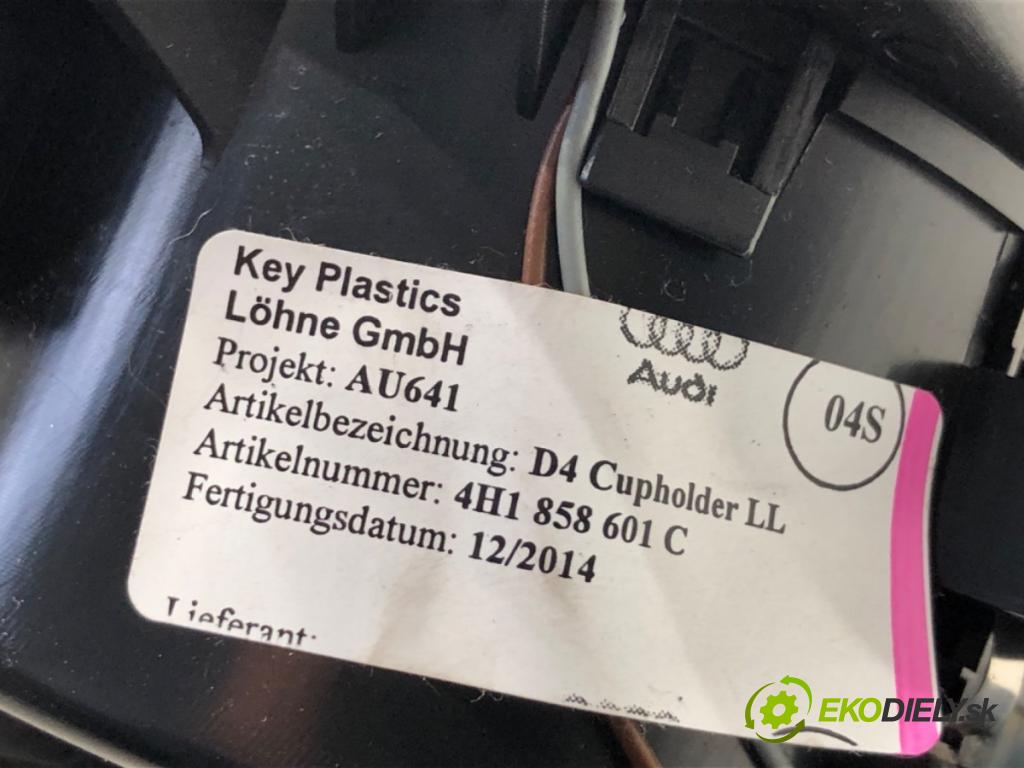 Key Plastics
Löhne GmbH
Audi
04S
Projekt: AU641
Artikelbezeichnung: D4 Cupholder LL
Artikelnummer: 4H1 858 601 C
Fertigungsdatum: 12/2014
Lieferant:
EKODIELY.sk